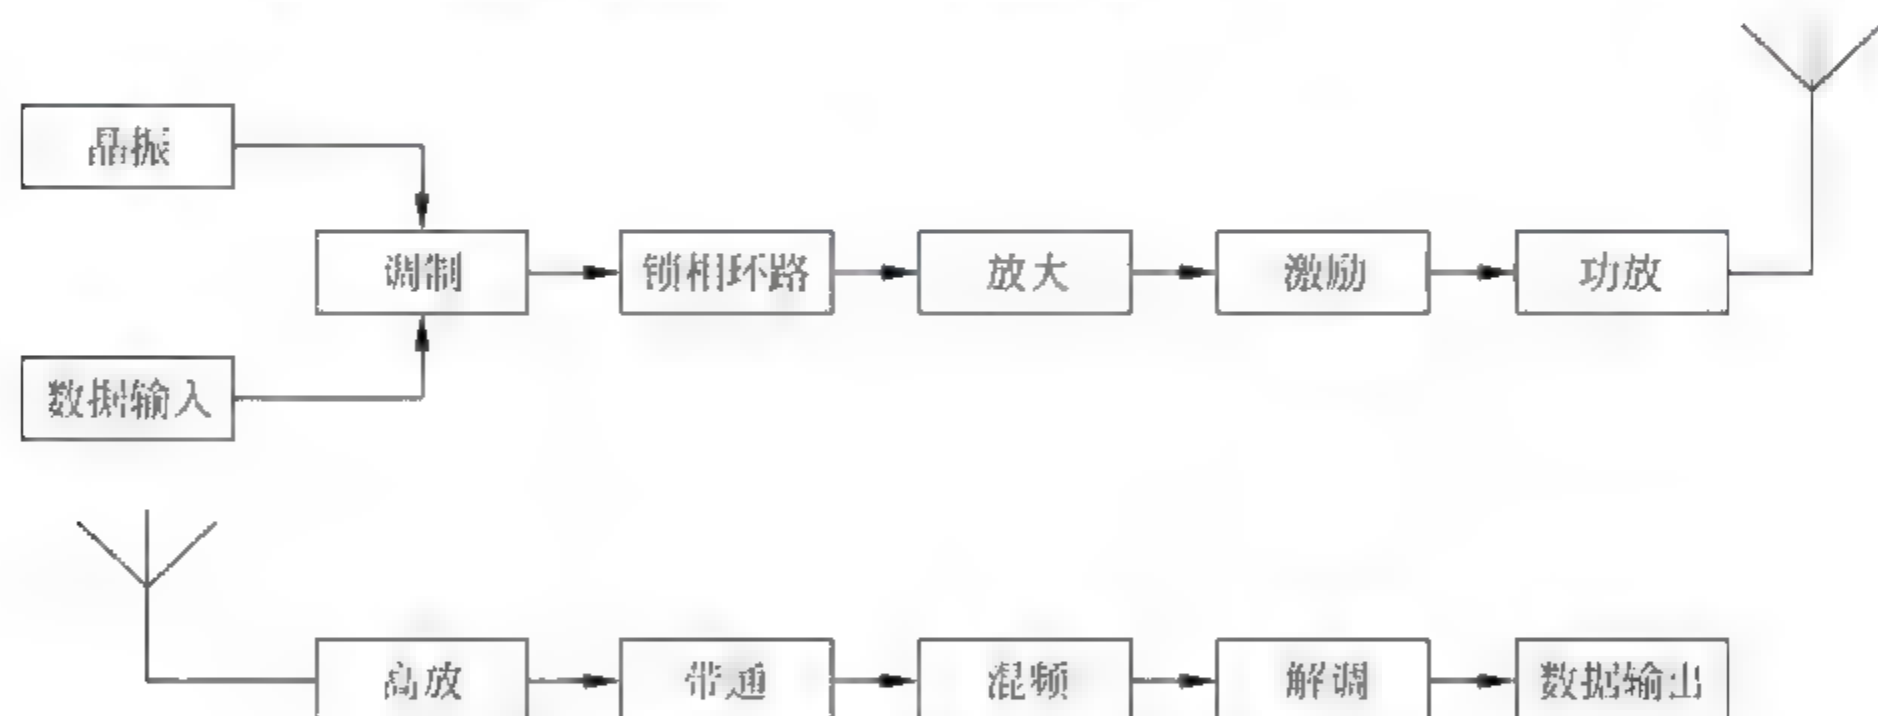 晶振
调制
锁相环路
放大
激励
功放
数据输入
高放
带通
混频
解调
数据输出